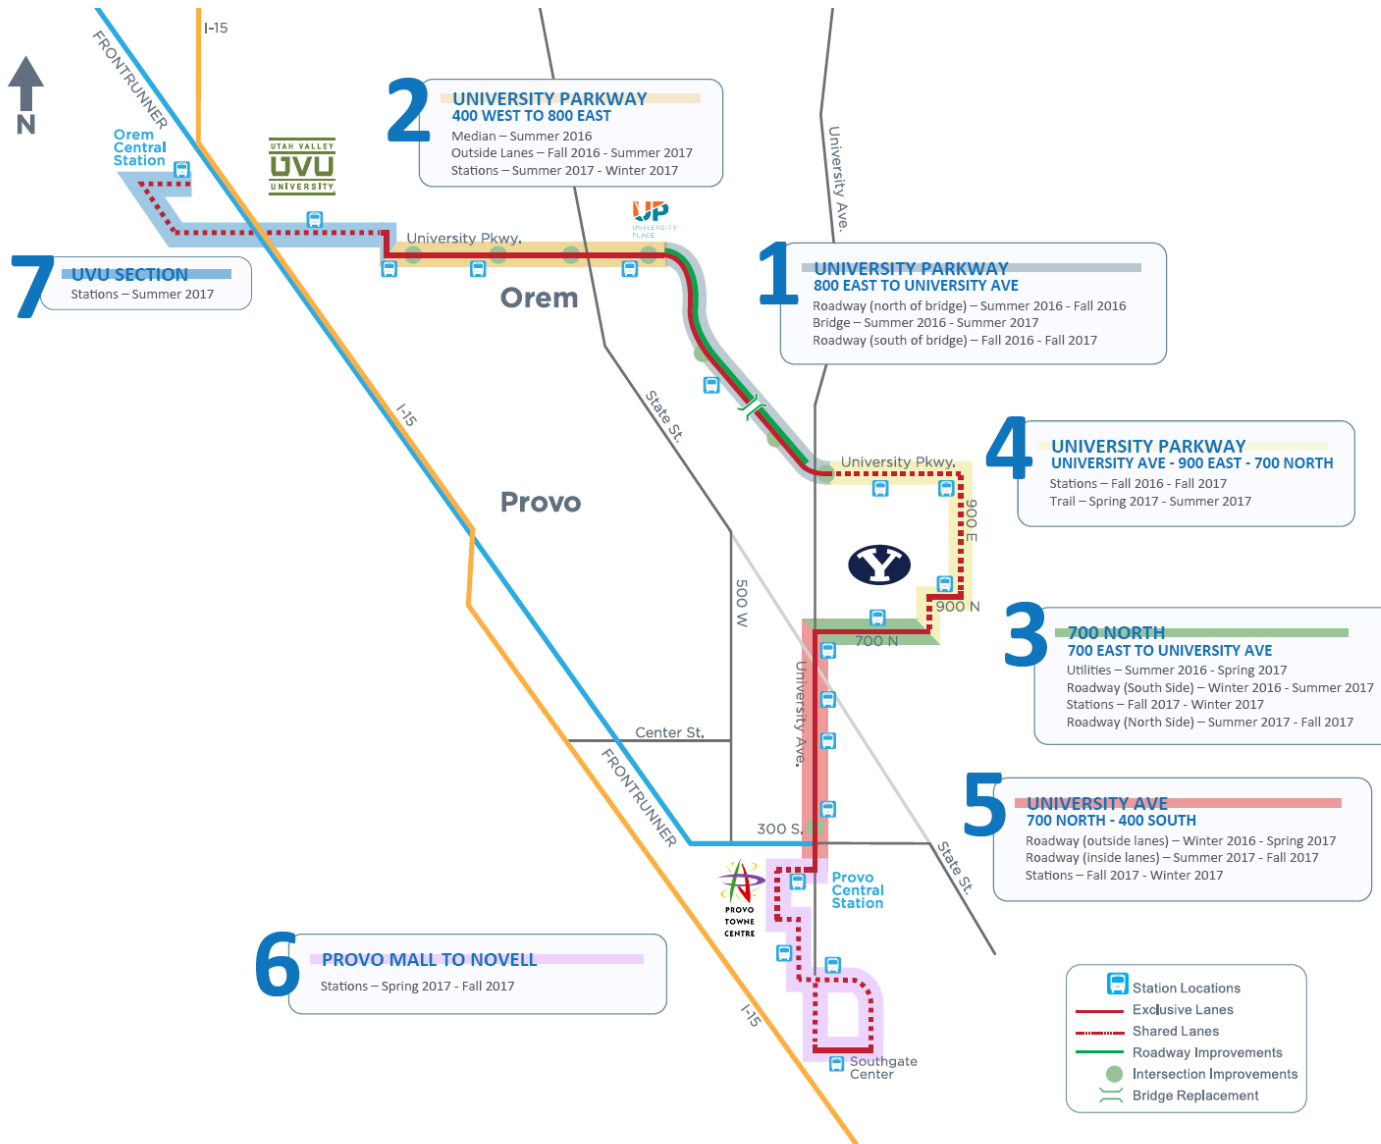 I-15
FRONTRUNNER
N
Orem
Central
Station
UTAH VALLEY
UVU
UNIVERSITY
2
UNIVERSITY PARKWAY
400 WEST TO 800 EAST
Median – Summer 2016
Outside Lanes – Fall 2016 - Summer 2017
Stations – Summer 2017 - Winter 2017
University Ave.
UP
UNIVERSITY
PLACE
University Pkwy.
7
UVU SECTION
Stations – Summer 2017
Orem
1
UNIVERSITY PARKWAY
800 EAST TO UNIVERSITY AVE
Roadway (north of bridge) – Summer 2016 - Fall 2016
Bridge – Summer 2016 - Summer 2017
Roadway (south of bridge) – Fall 2016 - Fall 2017
I-15
State St.
University Pkwy.
4
UNIVERSITY PARKWAY
UNIVERSITY AVE - 900 EAST - 700 NORTH
Stations – Fall 2016 - Fall 2017
Trail – Spring 2017 - Summer 2017
Provo
900 E
Y
500 W
900 N
700 N
3
700 NORTH
700 EAST TO UNIVERSITY AVE
Utilities – Summer 2016 - Spring 2017
Roadway (South Side) – Winter 2016 - Summer 2017
Stations – Fall 2017 - Winter 2017
Roadway (North Side) – Summer 2017 - Fall 2017
University Ave.
Center St.
FRONTRUNNER
5
UNIVERSITY AVE
700 NORTH - 400 SOUTH
Roadway (outside lanes) – Winter 2016 - Spring 2017
Roadway (inside lanes) – Summer 2017 - Fall 2017
Stations – Fall 2017 - Winter 2017
300 S.
State St.
PROVO
TOWNE
CENTRE
Provo
Central
Station
6
PROVO MALL TO NOVELL
Stations – Spring 2017 - Fall 2017
I-15
Southgate
Center
Station Locations
Exclusive Lanes
Shared Lanes
Roadway Improvements
Intersection Improvements
Bridge Replacement